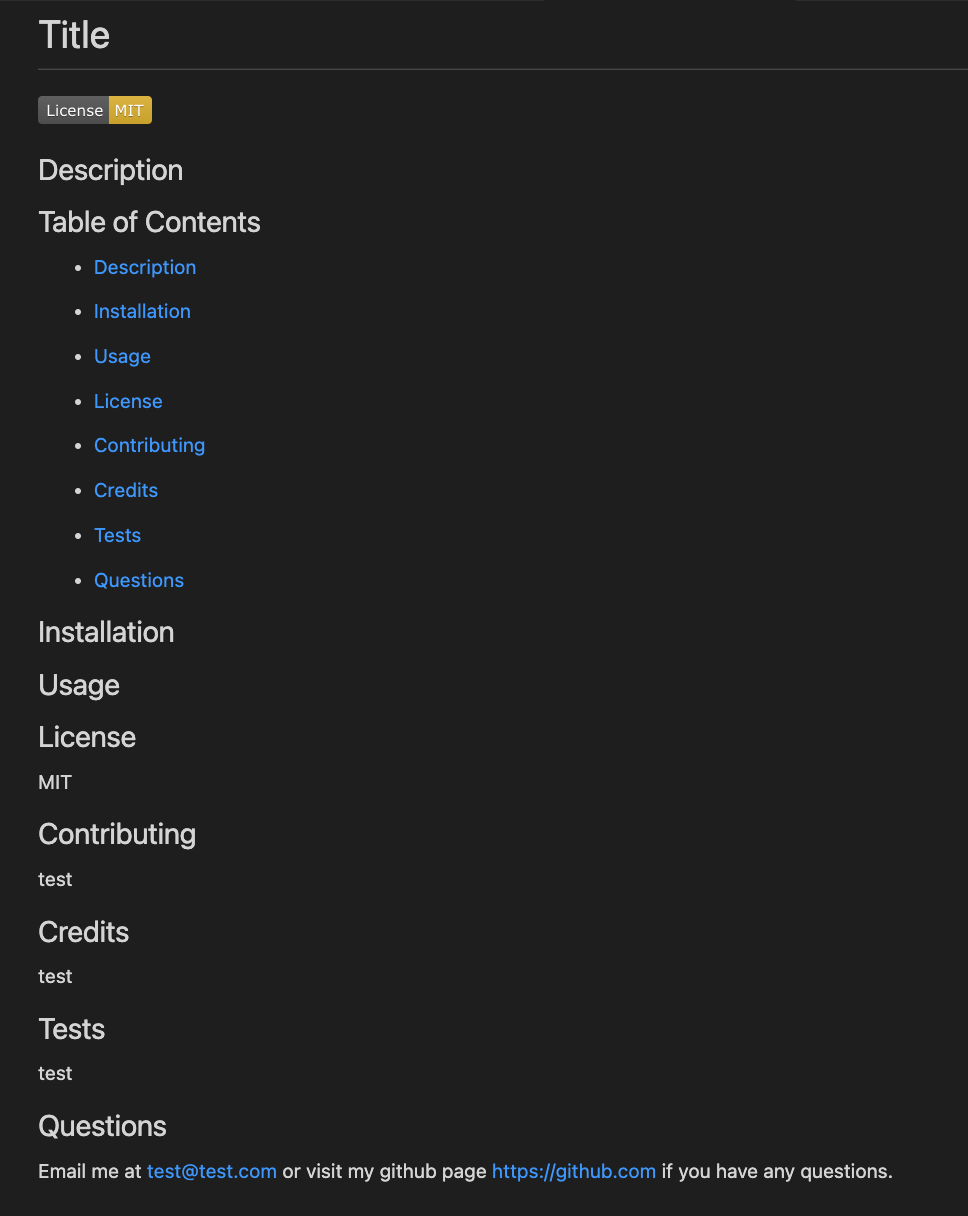 Title
License MIT
Description
Table of Contents
Description
Installation
Usage
License
Contributing
Credits
Tests
Questions
Installation
Usage
License
MIT
Contributing
test
Credits
test
Tests
test
Questions
Email me at test@test.com or visit my github page https://github.com if you have any questions.